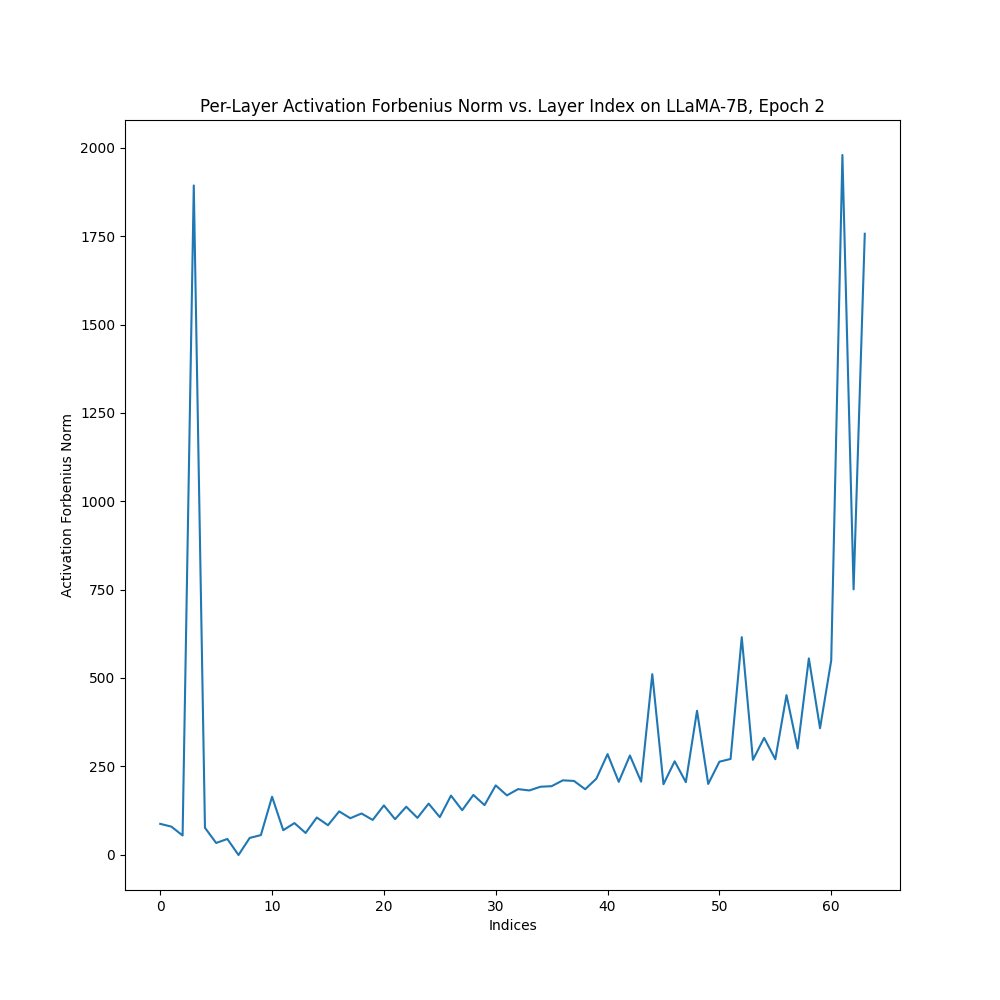 Per-Layer Activation Forbenius Norm vs. Layer Index on LLaMA-7B, Epoch 2
2000
1750
1500
1250
1000
750
500
250
0
Activation Forbenius Norm
0 10 20 30 40 50 60
Indices